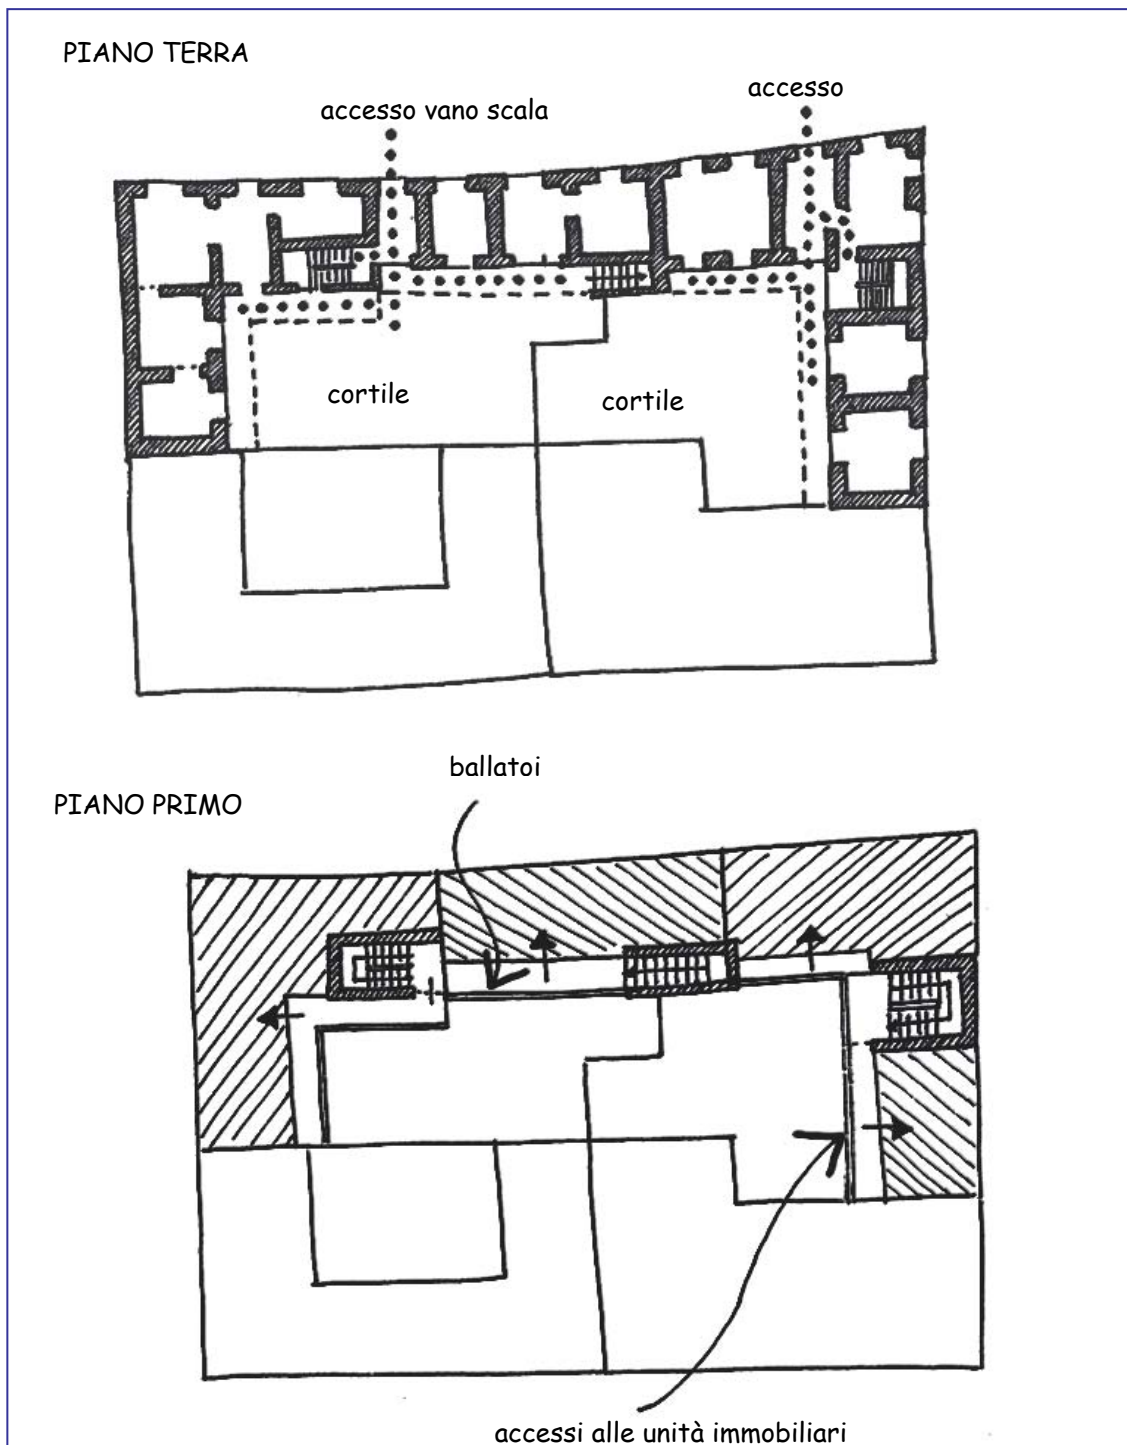 PIANO TERRA
accesso vano scala
accesso
cortile
cortile
ballatoi
PIANO PRIMO
accessi alle unità immobiliari